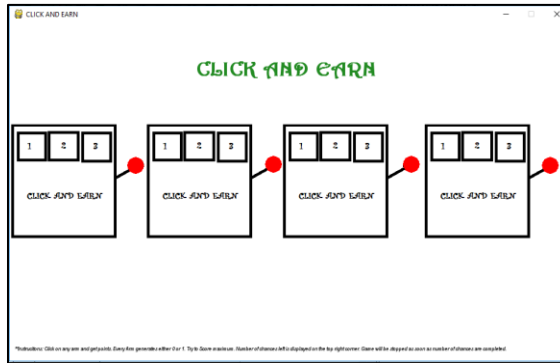 CLICK AND EARN
CLICK AND EARN
1 2 3
CLICK AND EARN
1 2 3
CLICK AND EARN
1 2 3
CLICK AND EARN
1 2 3
CLICK AND EARN
*Instructions: Click on any arm and get points. Every Arm generates either 0 or 1. Try to Score maximum. Number of chances left is displayed on the top right corner. Game will be stopped as soon as number of chances are completed.